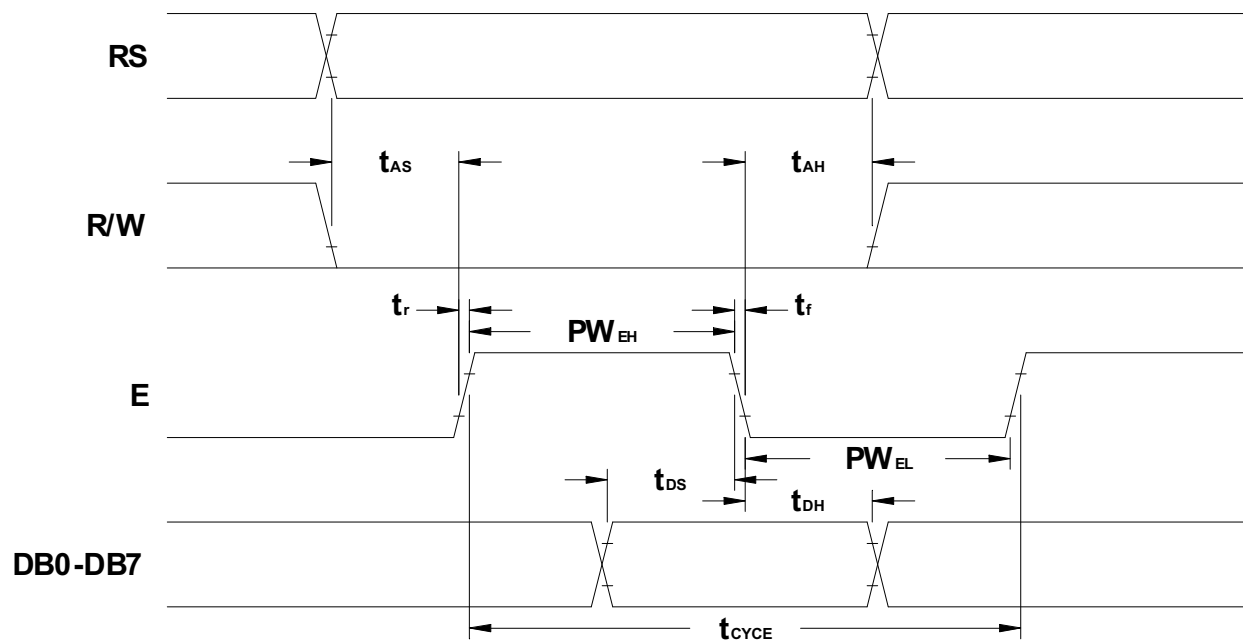 RS
tAS
tAH
R/W
tr
tf
PWEH
E
PWEL
tDS
tDH
DB0-DB7
tCYCE